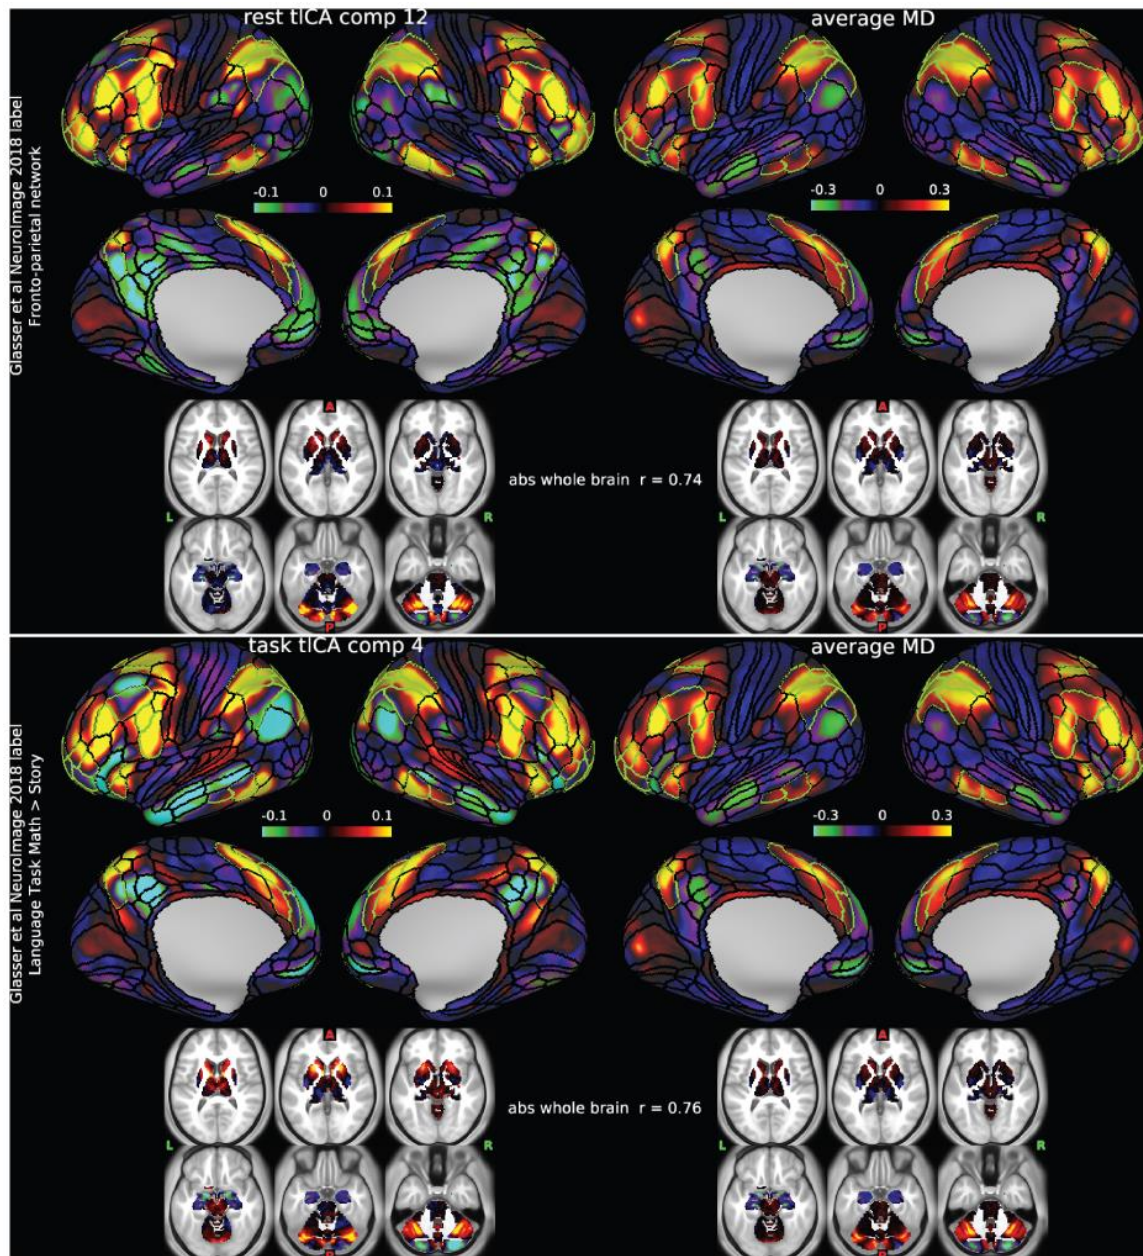 Glasser et al NeuroImage 2018 label
Fronto-parietal network
rest tICA comp 12
average MD
-0.1 0 0.1
-0.3 0 0.3
A
abs whole brain r = 0.74
L
R
L
R
P
Glasser et al NeuroImage 2018 label
Language Task Math > Story
task tICA comp 4
average MD
-0.1 0 0.1
-0.3 0 0.3
A
abs whole brain r = 0.76
L
R
L
R
P